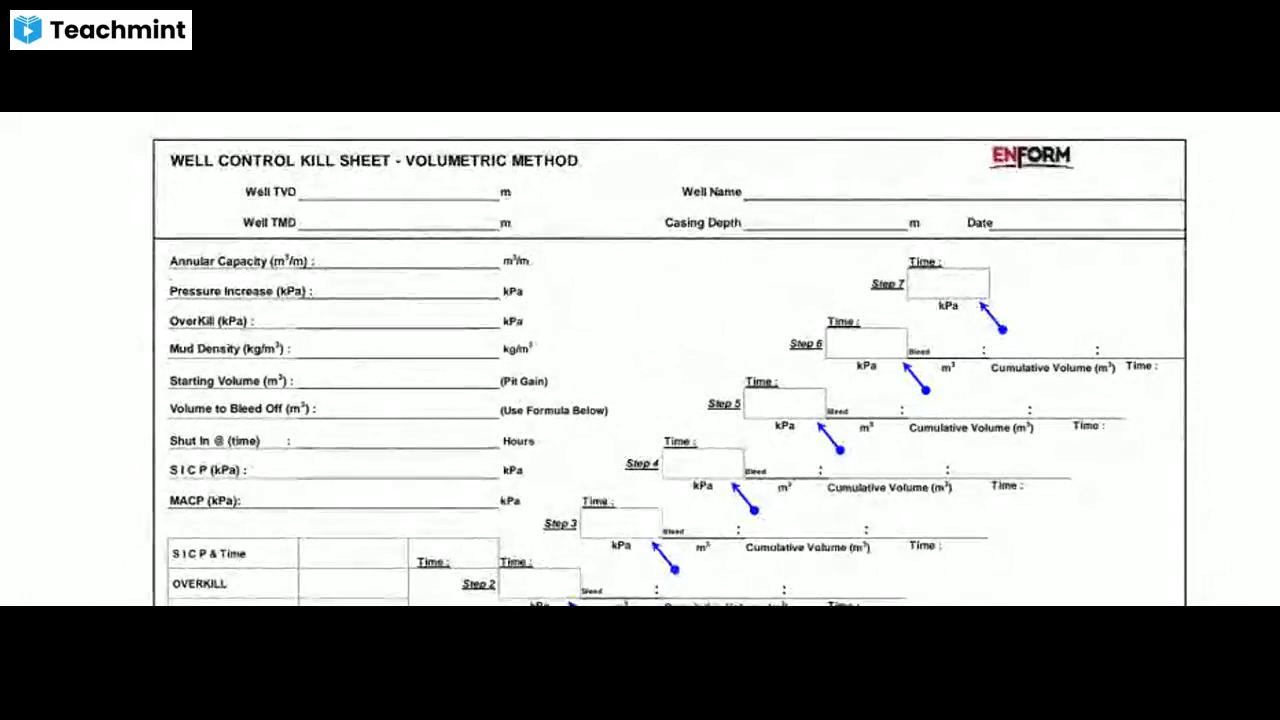 Teachmint
WELL CONTROL KILL SHEET - VOLUMETRIC METHOD
ENFORM
Well TVD m
Well Name
Well TMD m
Casing Depth m
Date
Annular Capacity (m³/m) : m³/m
Time :
Step 7
Pressure Increase (kPa) : kPa
kPa
OverKill (kPa) : kPa
Time :
Step 6
Bleed : :
Mud Density (kg/m³) : kg/m³
kPa m³ Cumulative Volume (m³) Time :
Starting Volume (m³) : (Pit Gain)
Time :
Step 5
Bleed : :
Volume to Bleed Off (m³) : (Use Formula Below)
kPa m³ Cumulative Volume (m³) Time :
Shut In @ (time) : Hours
Time :
Step 4
Bleed : :
S I C P (kPa) : kPa
kPa m³ Cumulative Volume (m³) Time :
MACP (kPa): kPa
Time :
Step 3
Bleed : :
kPa m³ Cumulative Volume (m³) Time :
S I C P & Time
Time : Time :
OVERKILL
Step 2
Bleed : :